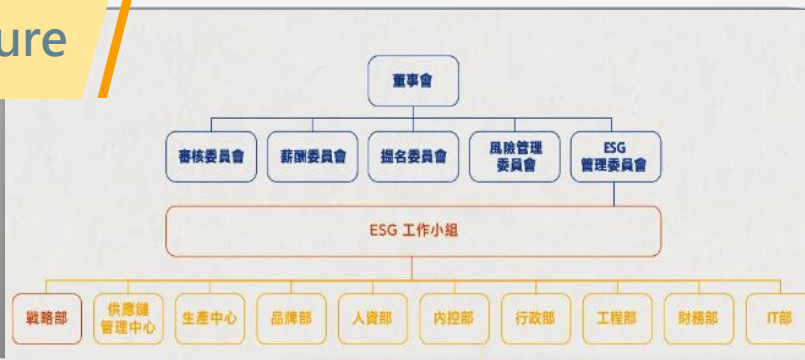 ure
董事會
審核委員會
薪酬委員會
提名委員會
風險管理
委員會
ESG
管理委員會
ESG 工作小組
戰略部
供應鏈
管理中心
生產中心
品牌部
人資部
內控部
行政部
工程部
財務部
IT部